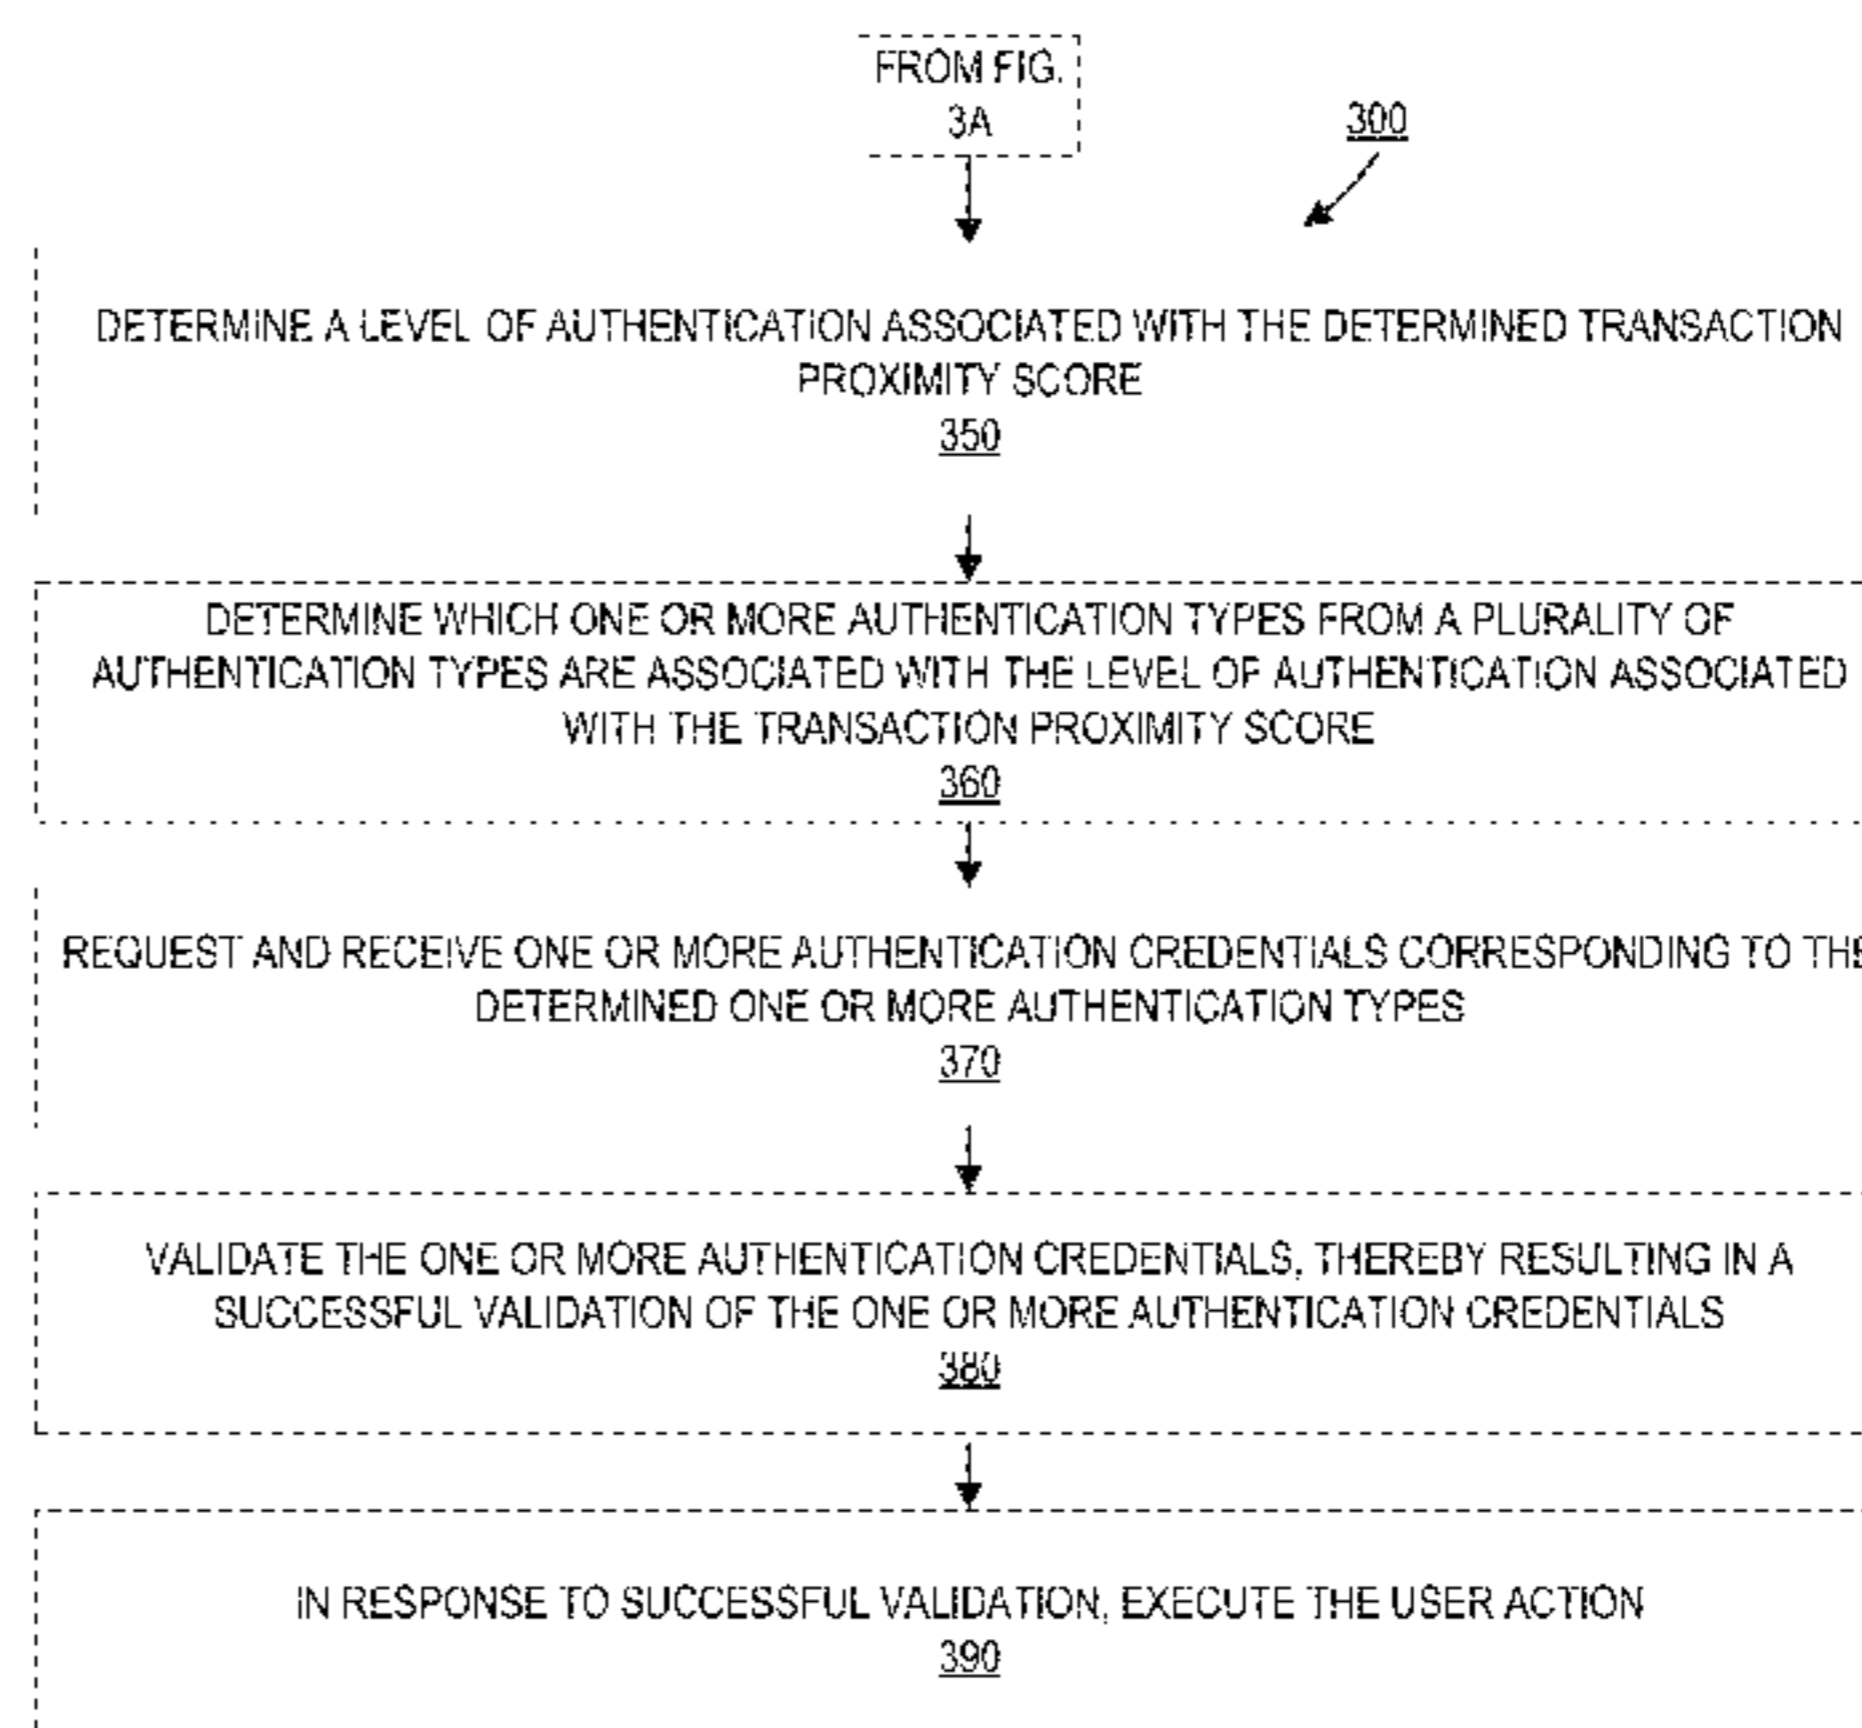 FROM FIG.
3A
300
DETERMINE A LEVEL OF AUTHENTICATION ASSOCIATED WITH THE DETERMINED TRANSACTION
PROXIMITY SCORE
350
DETERMINE WHICH ONE OR MORE AUTHENTICATION TYPES FROM A PLURALITY OF
AUTHENTICATION TYPES ARE ASSOCIATED WITH THE LEVEL OF AUTHENTICATION ASSOCIATED
WITH THE TRANSACTION PROXIMITY SCORE
360
REQUEST AND RECEIVE ONE OR MORE AUTHENTICATION CREDENTIALS CORRESPONDING TO THE
DETERMINED ONE OR MORE AUTHENTICATION TYPES
370
VALIDATE THE ONE OR MORE AUTHENTICATION CREDENTIALS, THEREBY RESULTING IN A
SUCCESSFUL VALIDATION OF THE ONE OR MORE AUTHENTICATION CREDENTIALS
380
IN RESPONSE TO SUCCESSFUL VALIDATION, EXECUTE THE USER ACTION
390